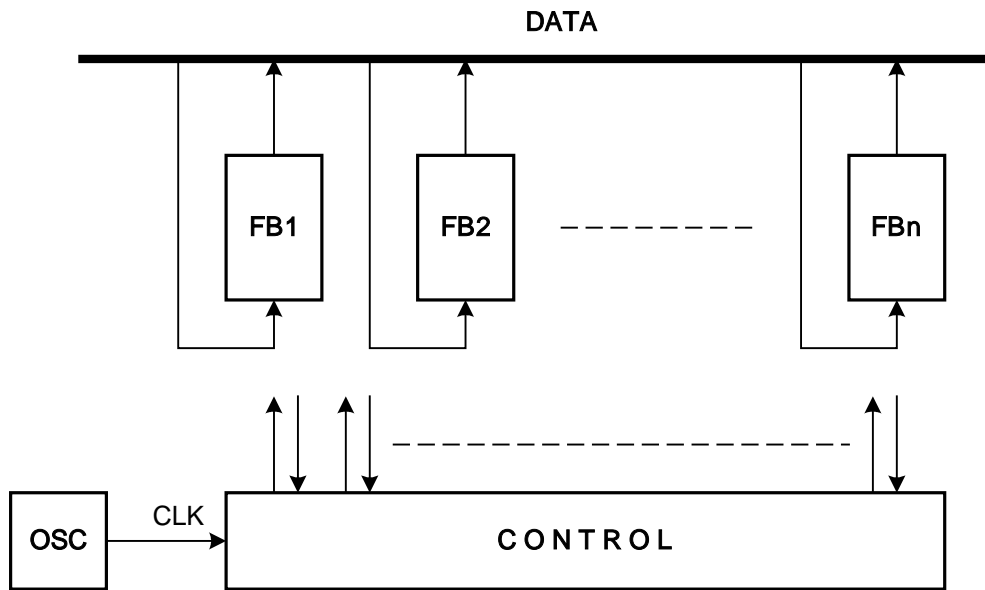 DATA
FB1
FB2
FBn
CLK
OSC
CONTROL